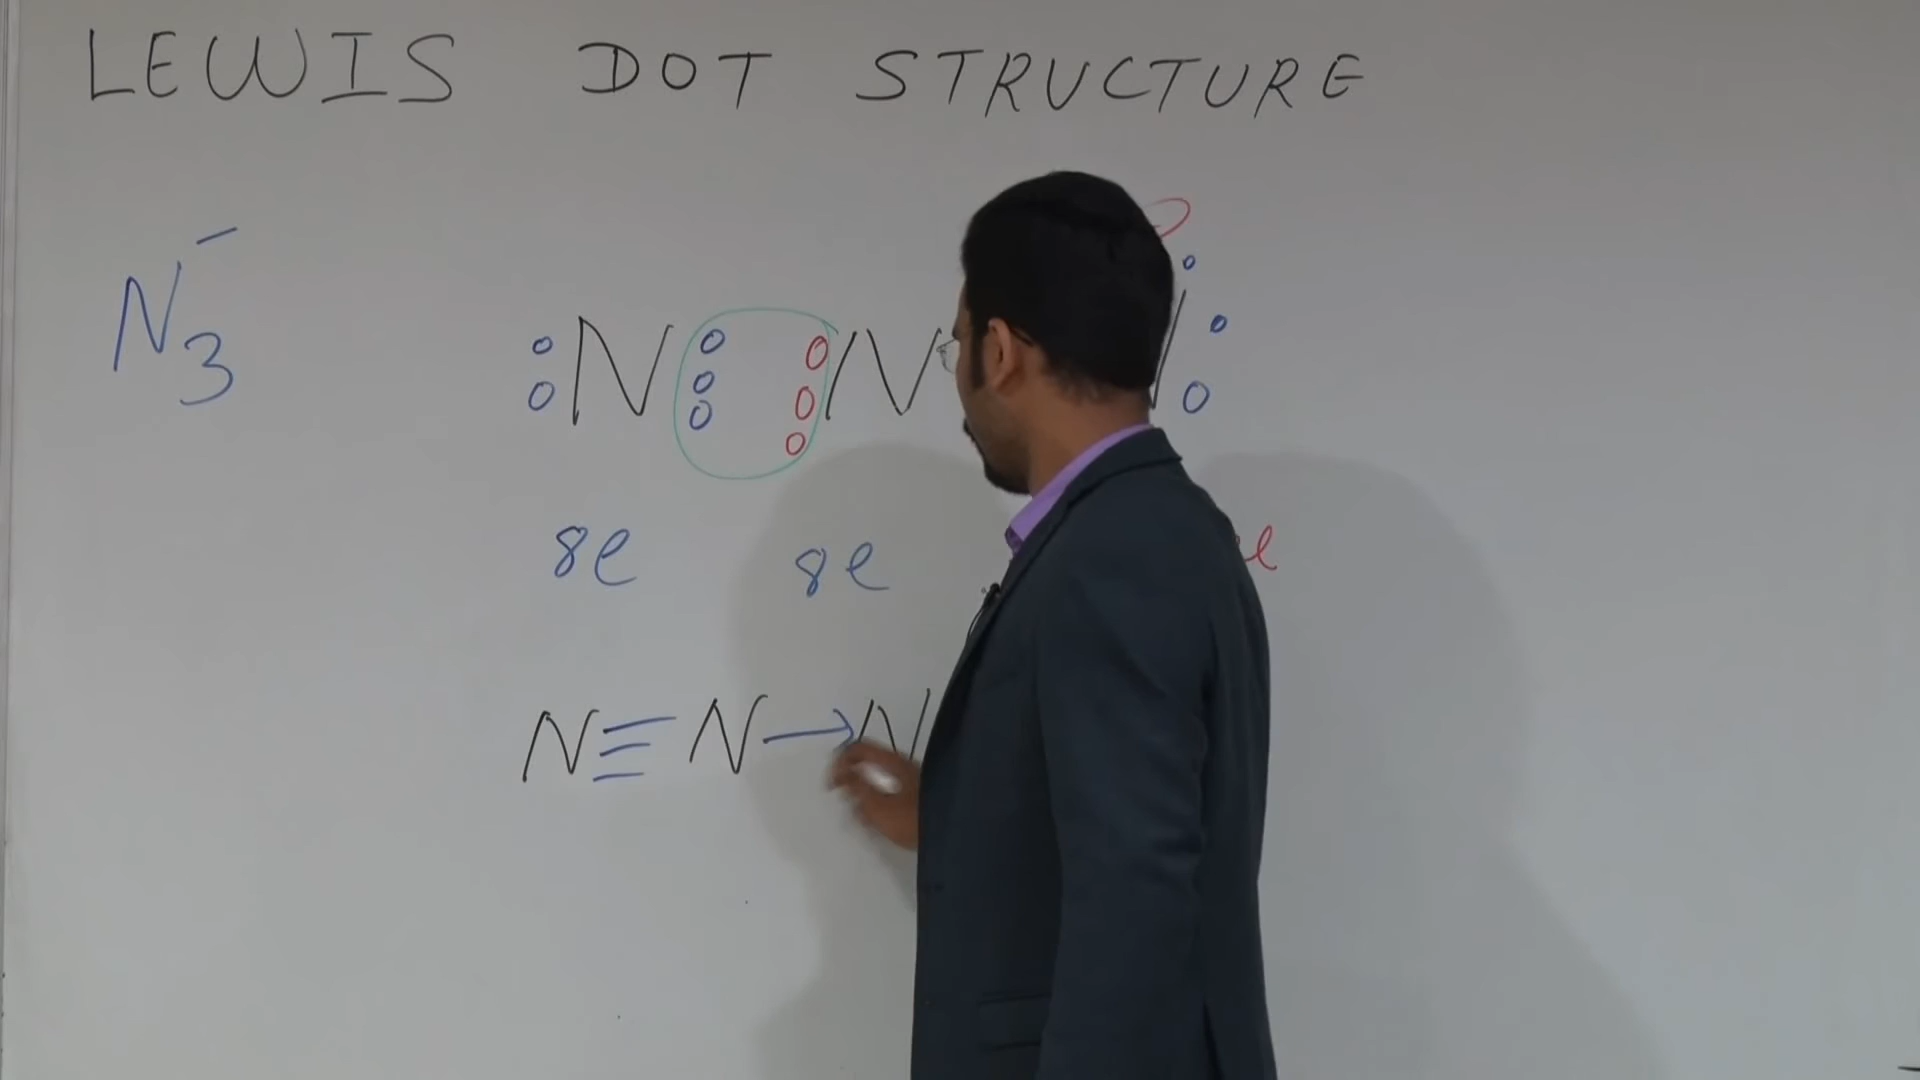 LEWIS DOT STRUCTURE
N3-
:N N
8e 8e e
N≡N→N